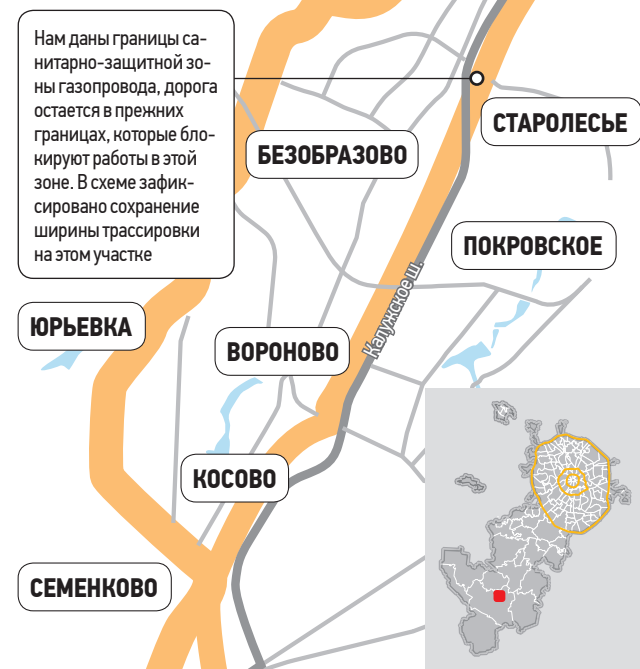 Нам даны границы са-
нитарно-защитной зо-
ны газопровода, дорога
остается в прежних
границах, которые бло-
кируют работы в этой
зоне. В схеме зафик-
сировано сохранение
ширины трассировки
на этом участке
СТАРОЛЕСЬЕ
БЕЗОБРАЗОВО
ПОКРОВСКОЕ
Калужское ш.
ЮРЬЕВКА
ВОРОНОВО
КОСОВО
СЕМЕНКОВО